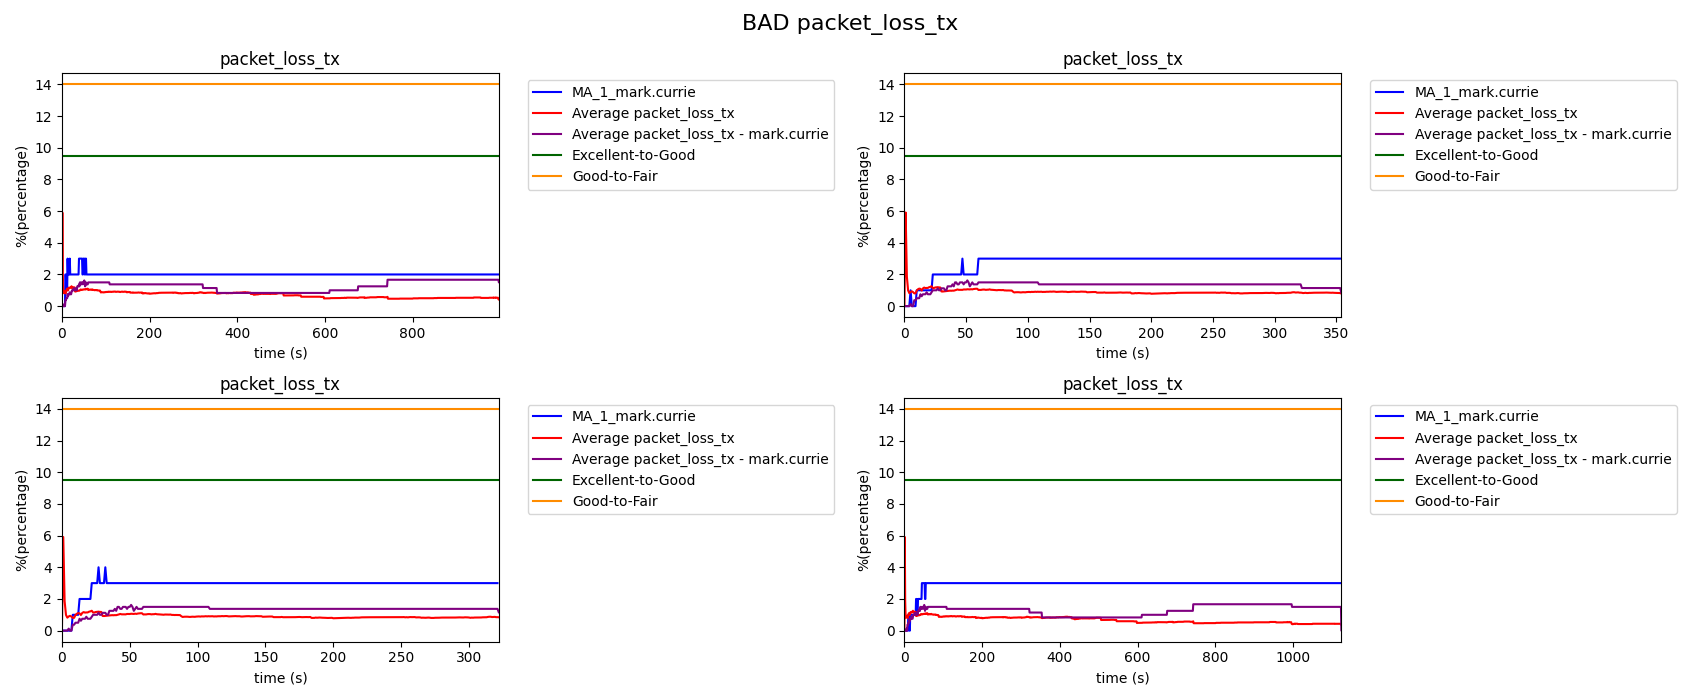 BAD packet_loss_tx
packet_loss_tx
%(percentage)
14
12
10
8
6
4
2
0
0 200 400 600 800
time (s)
MA_1_mark.currie
Average packet_loss_tx
Average packet_loss_tx - mark.currie
Excellent-to-Good
Good-to-Fair
packet_loss_tx
%(percentage)
14
12
10
8
6
4
2
0
0 50 100 150 200 250 300 350
time (s)
MA_1_mark.currie
Average packet_loss_tx
Average packet_loss_tx - mark.currie
Excellent-to-Good
Good-to-Fair
packet_loss_tx
%(percentage)
14
12
10
8
6
4
2
0
0 50 100 150 200 250 300
time (s)
MA_1_mark.currie
Average packet_loss_tx
Average packet_loss_tx - mark.currie
Excellent-to-Good
Good-to-Fair
packet_loss_tx
%(percentage)
14
12
10
8
6
4
2
0
0 200 400 600 800 1000
time (s)
MA_1_mark.currie
Average packet_loss_tx
Average packet_loss_tx - mark.currie
Excellent-to-Good
Good-to-Fair